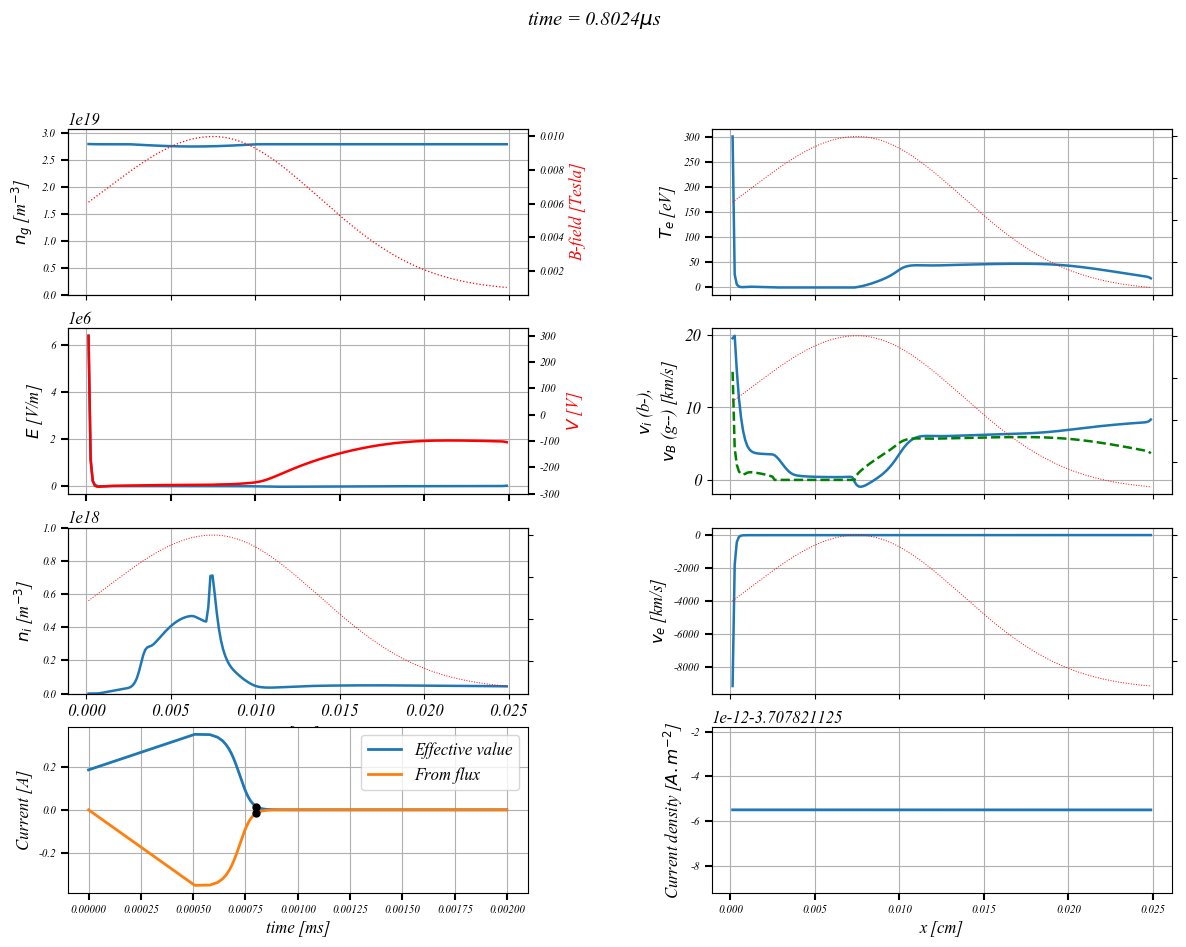 time = 0.8024μs
1e19
3.0
2.5
2.0
1.5
1.0
0.5
0.0
n_g [m^{-3}]
0.010
0.008
0.006
0.004
0.002
B-field [Tesla]
300
250
200
150
100
50
0
T_e [eV]
1e6
6
4
2
0
E [V/m]
300
200
100
0
-100
-200
-300
V [V]
20
10
0
v_i (b-),
v_B (g--) [km/s]
1e18
1.0
0.8
0.6
0.4
0.2
0.0
n_i [m^{-3}]
0.000 0.005 0.010 0.015 0.020 0.025
0
-2000
-4000
-6000
-8000
v_e [km/s]
0.2
0.0
-0.2
Current [A]
Effective value
From flux
0.00000 0.00025 0.00050 0.00075 0.00100 0.00125 0.00150 0.00175 0.00200
time [ms]
1e-12-3.707821125
-2
-4
-6
-8
Current density [A.m^{-2}]
0.000 0.005 0.010 0.015 0.020 0.025
x [cm]